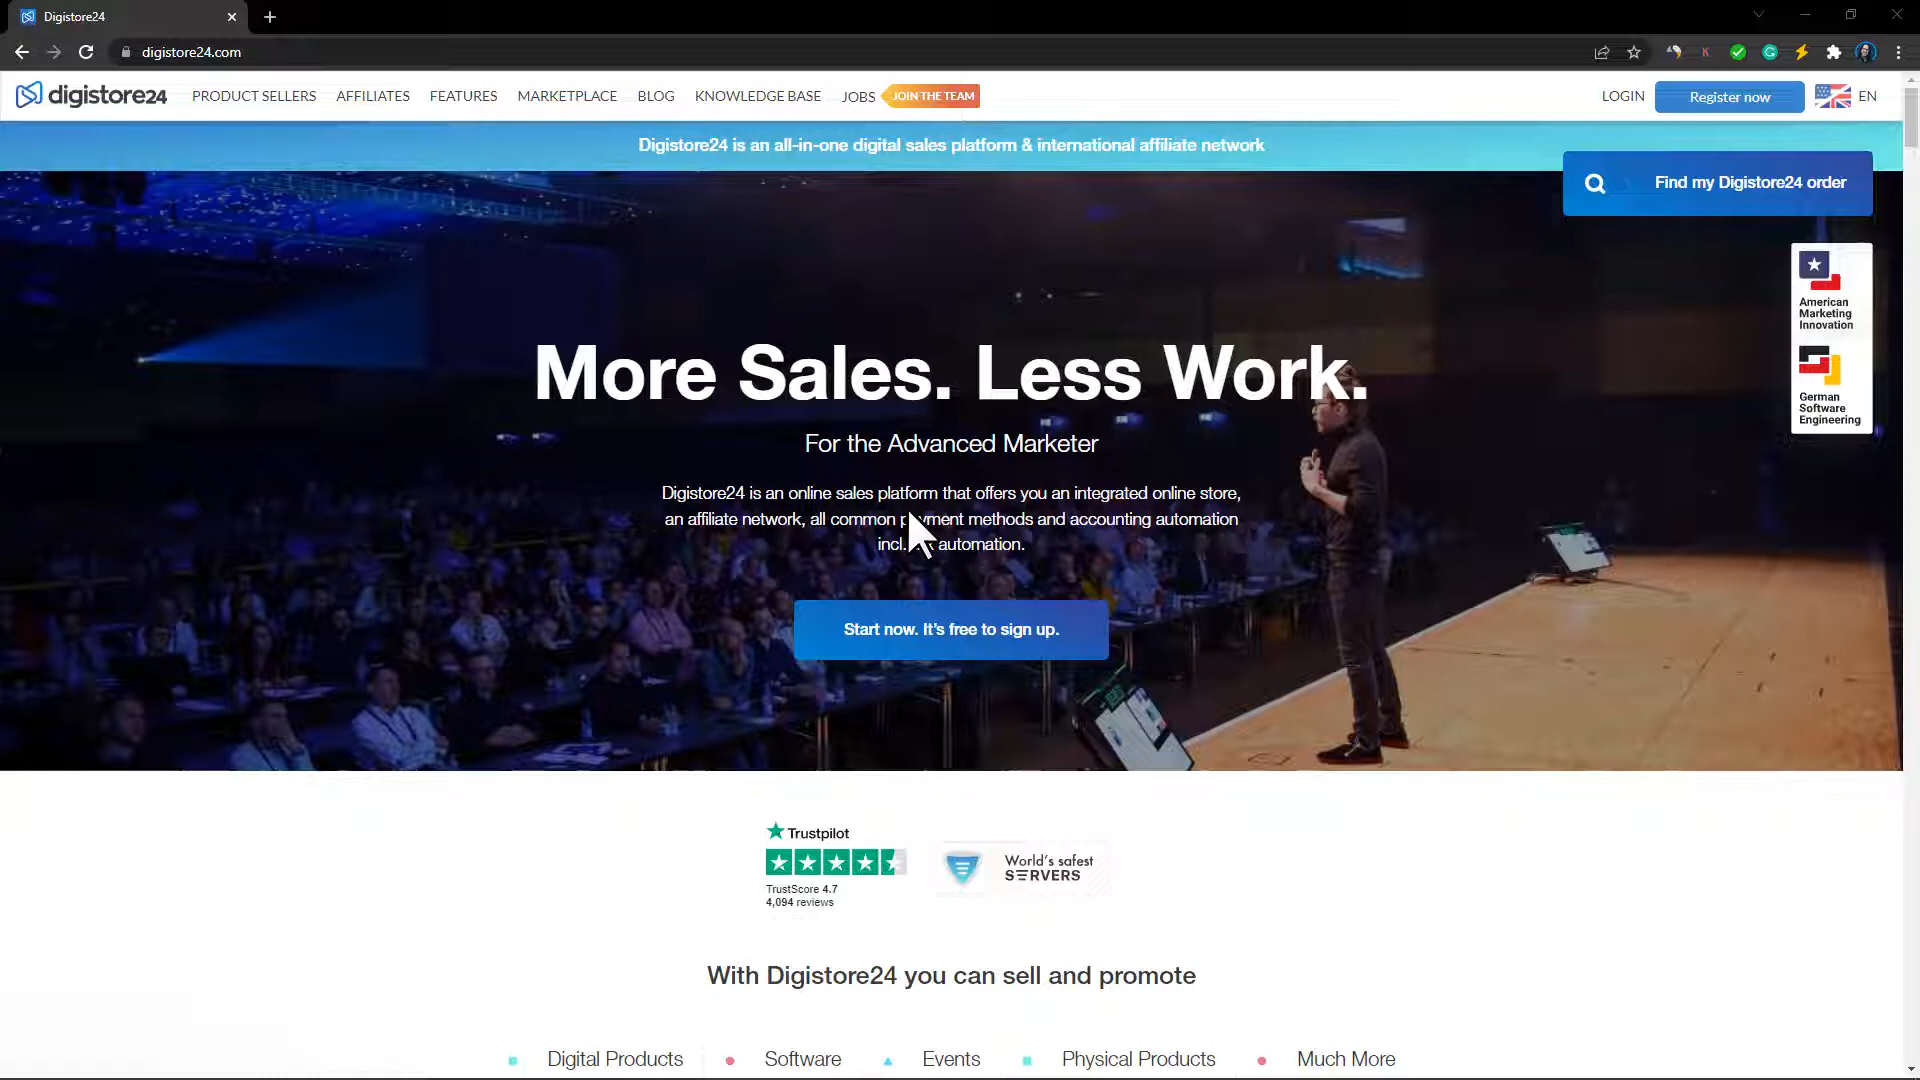 Digistore24
digistore24.com
digistore24
PRODUCT SELLERS
AFFILIATES
FEATURES
MARKETPLACE
BLOG
KNOWLEDGE BASE
JOBS
JOIN THE TEAM
LOGIN
Register now
EN
Digistore24 is an all-in-one digital sales platform & international affiliate network
Find my Digistore24 order
American
Marketing
Innovation
German
Software
Engineering
More Sales. Less Work.
For the Advanced Marketer
Digistore24 is an online sales platform that offers you an integrated online store,
an affiliate network, all common payment methods and accounting automation
incl. automation.
Start now. It's free to sign up.
Trustpilot
TrustScore 4.7
4,094 reviews
World's safest
SERVERS
With Digistore24 you can sell and promote
Digital Products
Software
Events
Physical Products
Much More